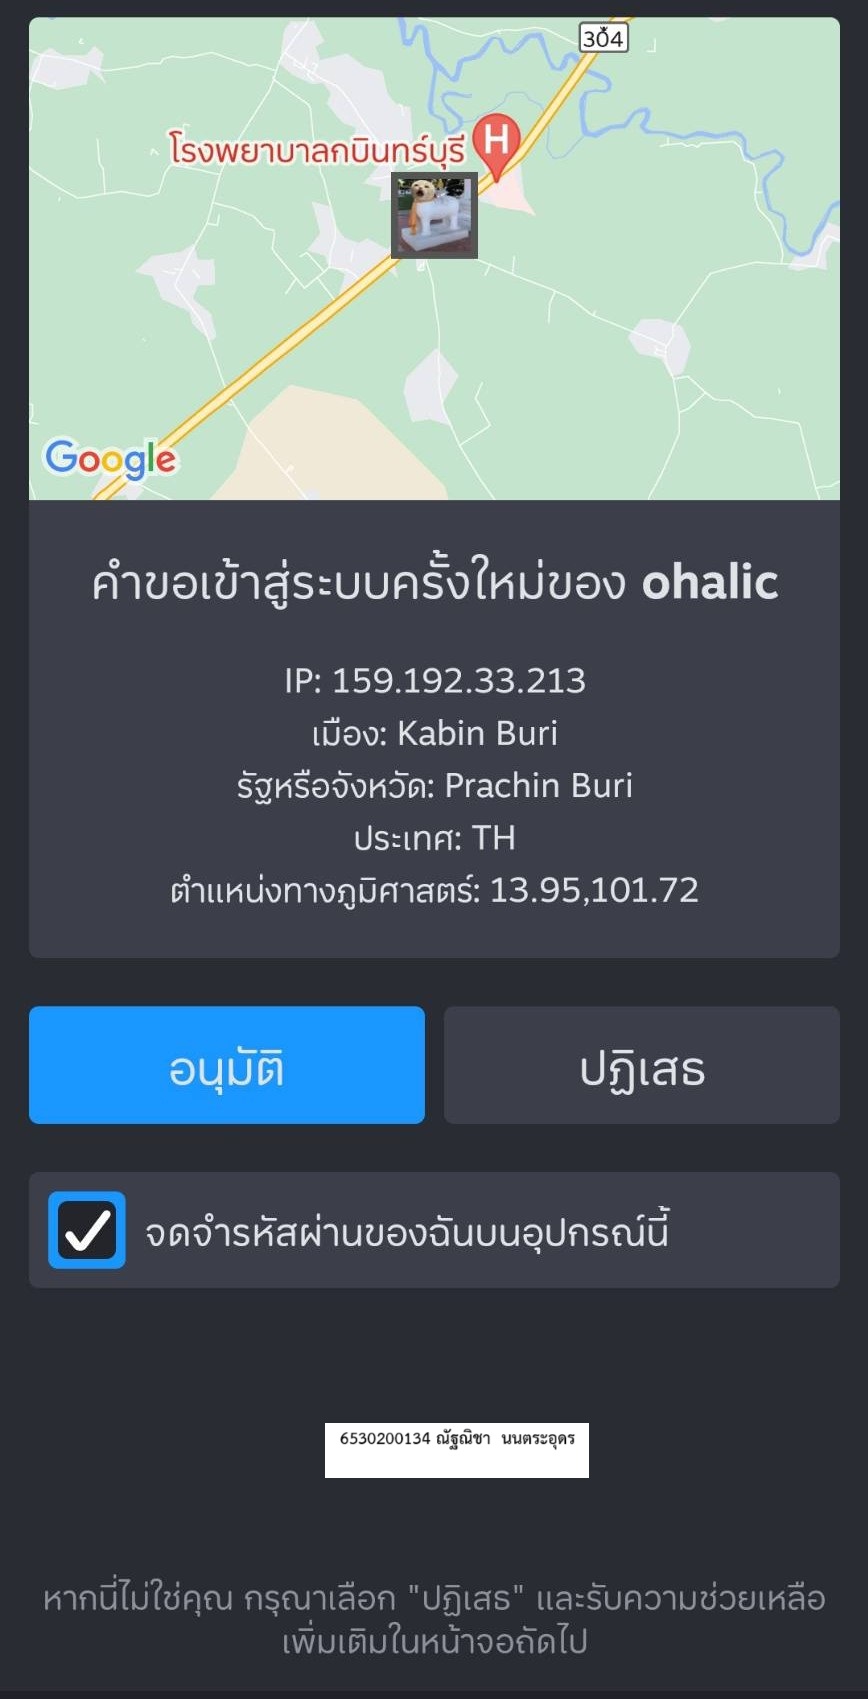 304
โรงพยาบาลกบินทร์บุรี
H
Google
คำขอเข้าสู่ระบบครั้งใหม่ของ ohalic
IP: 159.192.33.213
เมือง: Kabin Buri
รัฐหรือจังหวัด: Prachin Buri
ประเทศ: TH
ตำแหน่งทางภูมิศาสตร์: 13.95,101.72
อนุมัติ
ปฏิเสธ
จดจำรหัสผ่านของฉันบนอุปกรณ์นี้
6530200134 ณัฐณิชา นนตระอุดร
หากนี่ไม่ใช่คุณ กรุณาเลือก "ปฏิเสธ" และรับความช่วยเหลือ
เพิ่มเติมในหน้าจอถัดไป